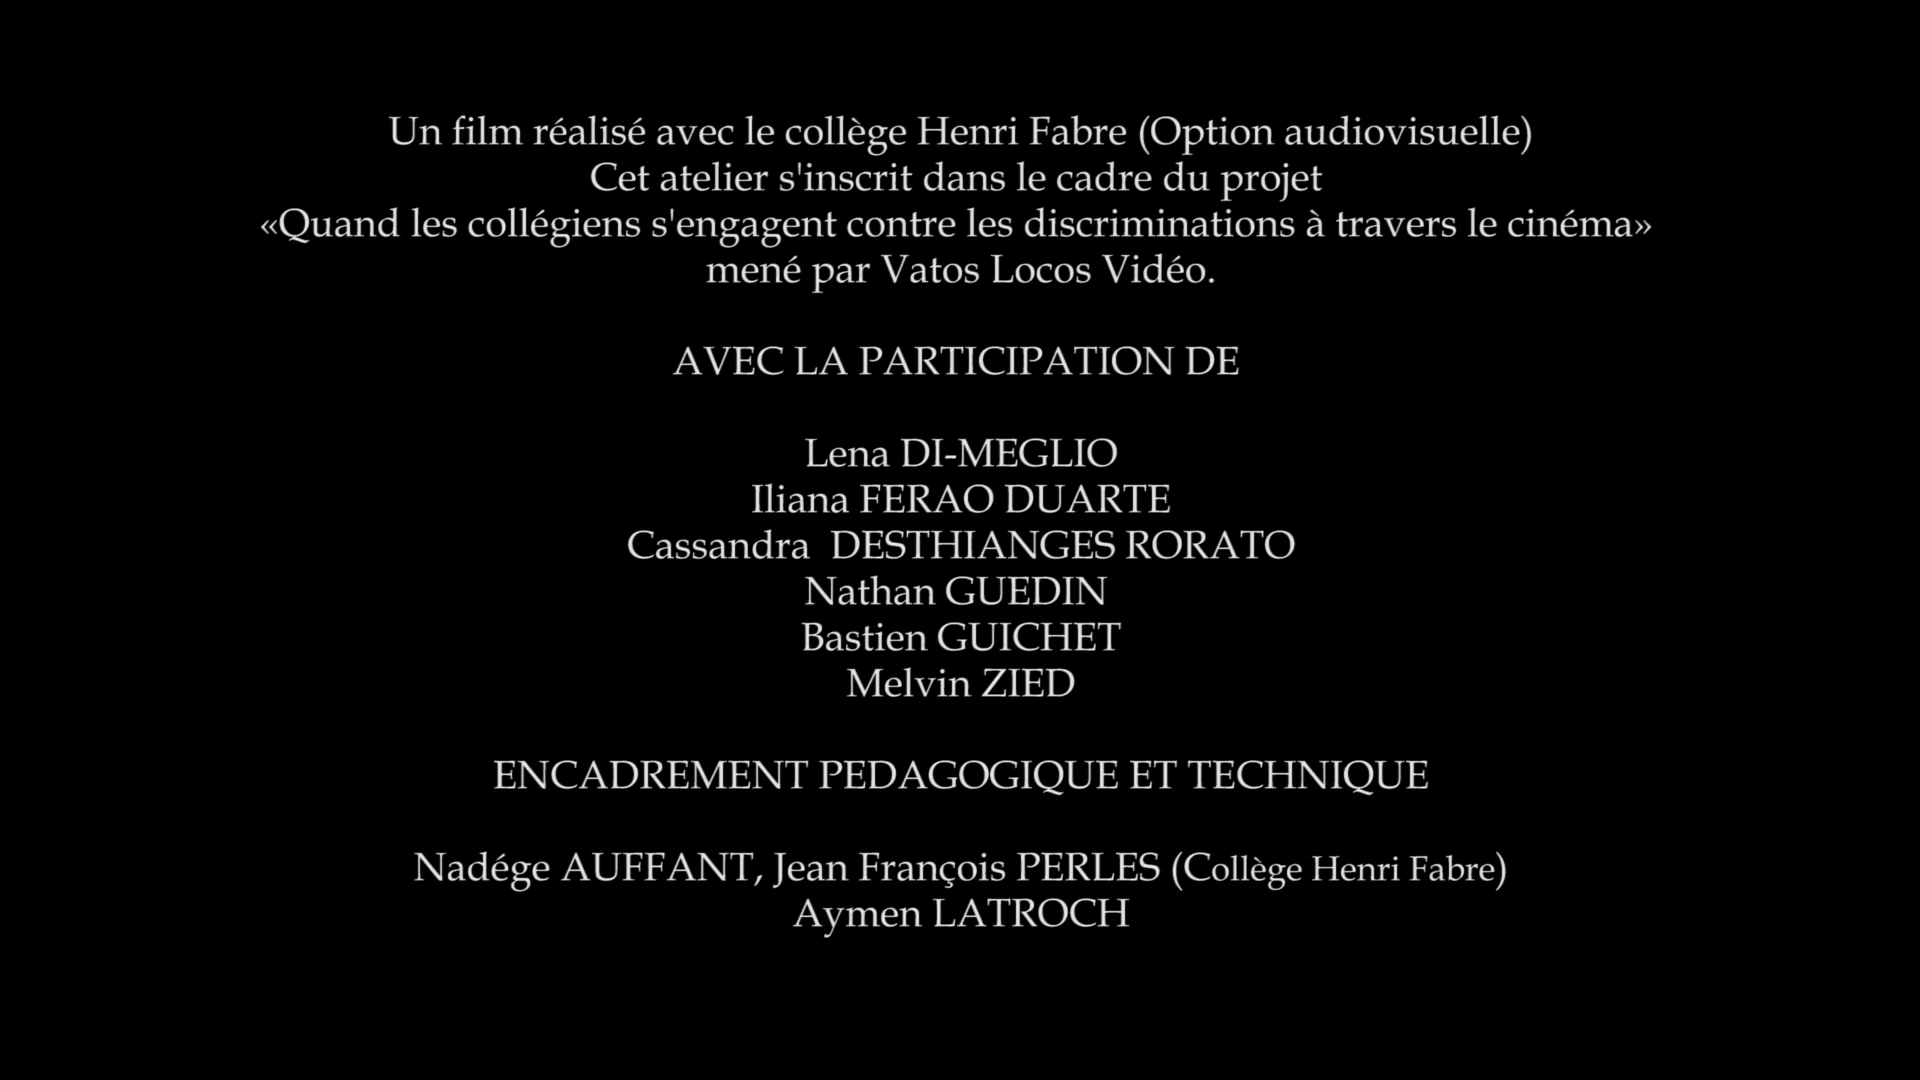 Un film réalisé avec le collège Henri Fabre (Option audiovisuelle)
Cet atelier s'inscrit dans le cadre du projet
«Quand les collégiens s'engagent contre les discriminations à travers le cinéma»
mené par Vatos Locos Vidéo.
AVEC LA PARTICIPATION DE
Lena DI-MEGLIO
Iliana FERAO DUARTE
Cassandra  DESTHIANGES RORATO
Nathan GUEDIN
Bastien GUICHET
Melvin ZIED
ENCADREMENT PEDAGOGIQUE ET TECHNIQUE
Nadége AUFFANT, Jean François PERLES (Collège Henri Fabre)
Aymen LATROCH